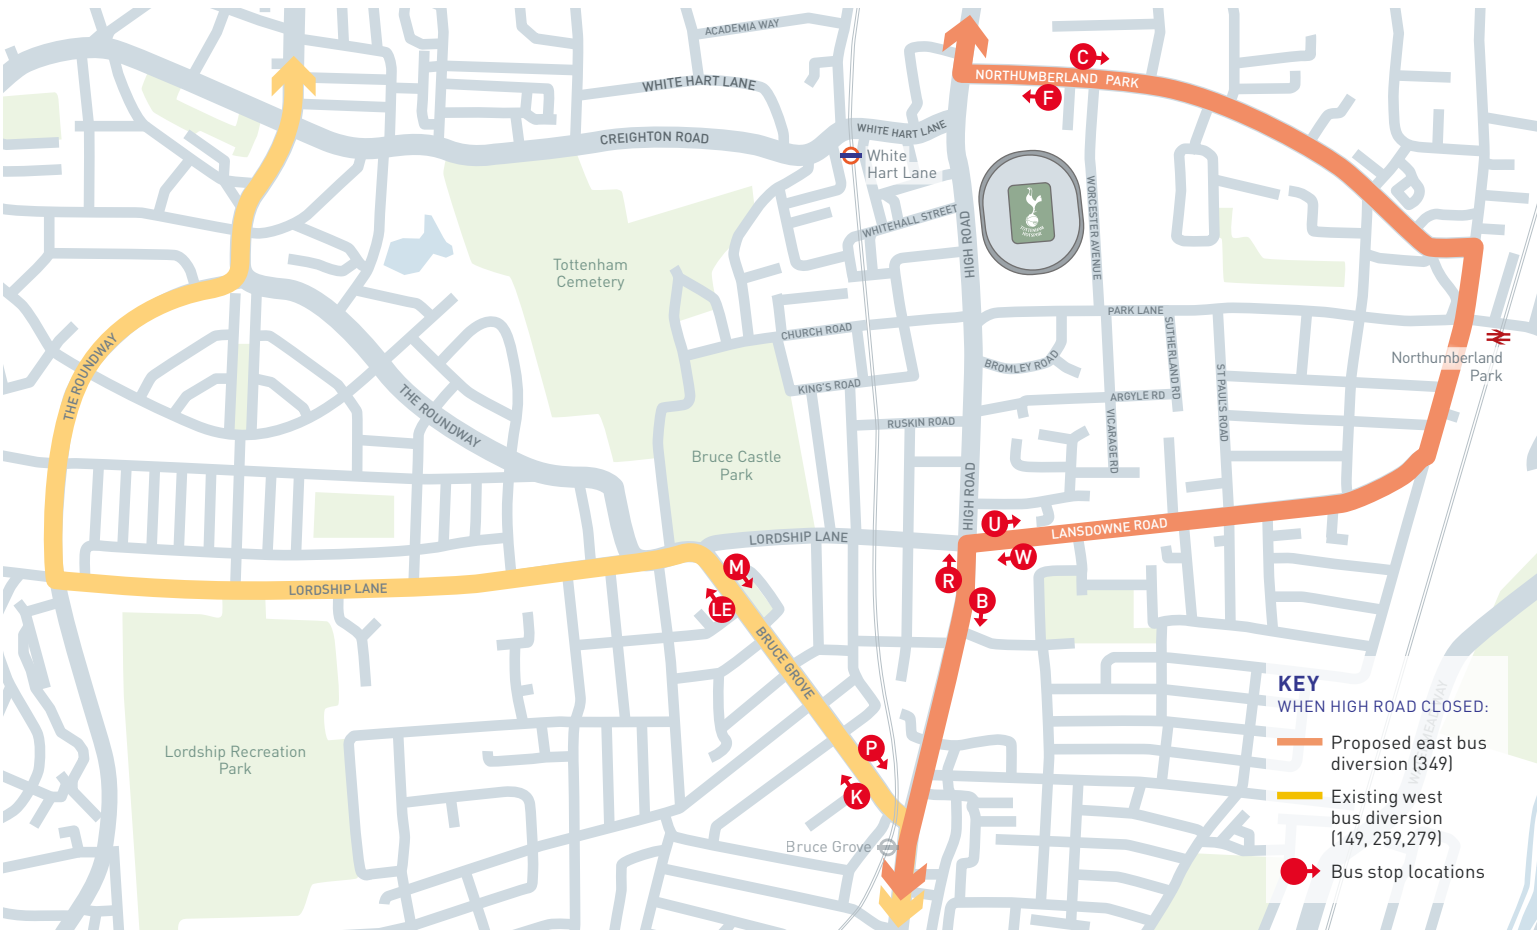 ACADEMIA WAY
WHITE HART LANE
CREIGHTON ROAD
WHITE HART LANE
White
Hart Lane
C
NORTHUMBERLAND PARK
F
WHITEHALL STREET
HIGH ROAD
WORCESTER AVENUE
TOTTENHAM
HOTSPUR
Tottenham
Cemetery
PARK LANE
CHURCH ROAD
BROMLEY ROAD
SUTHERLAND RD
ST PAUL'S ROAD
Northumberland
Park
THE ROUNDWAY
THE ROUNDWAY
KING'S ROAD
ARGYLE RD
VICARAGE RD
RUSKIN ROAD
Bruce Castle
Park
HIGH ROAD
U
LANSDOWNE ROAD
W
LORDSHIP LANE
LORDSHIP LANE
M
LE
R
B
BRUCE GROVE
P
K
Lordship Recreation
Park
Bruce Grove
KEY
WHEN HIGH ROAD CLOSED:
Proposed east bus
diversion (349)
Existing west
bus diversion
(149, 259,279)
Bus stop locations